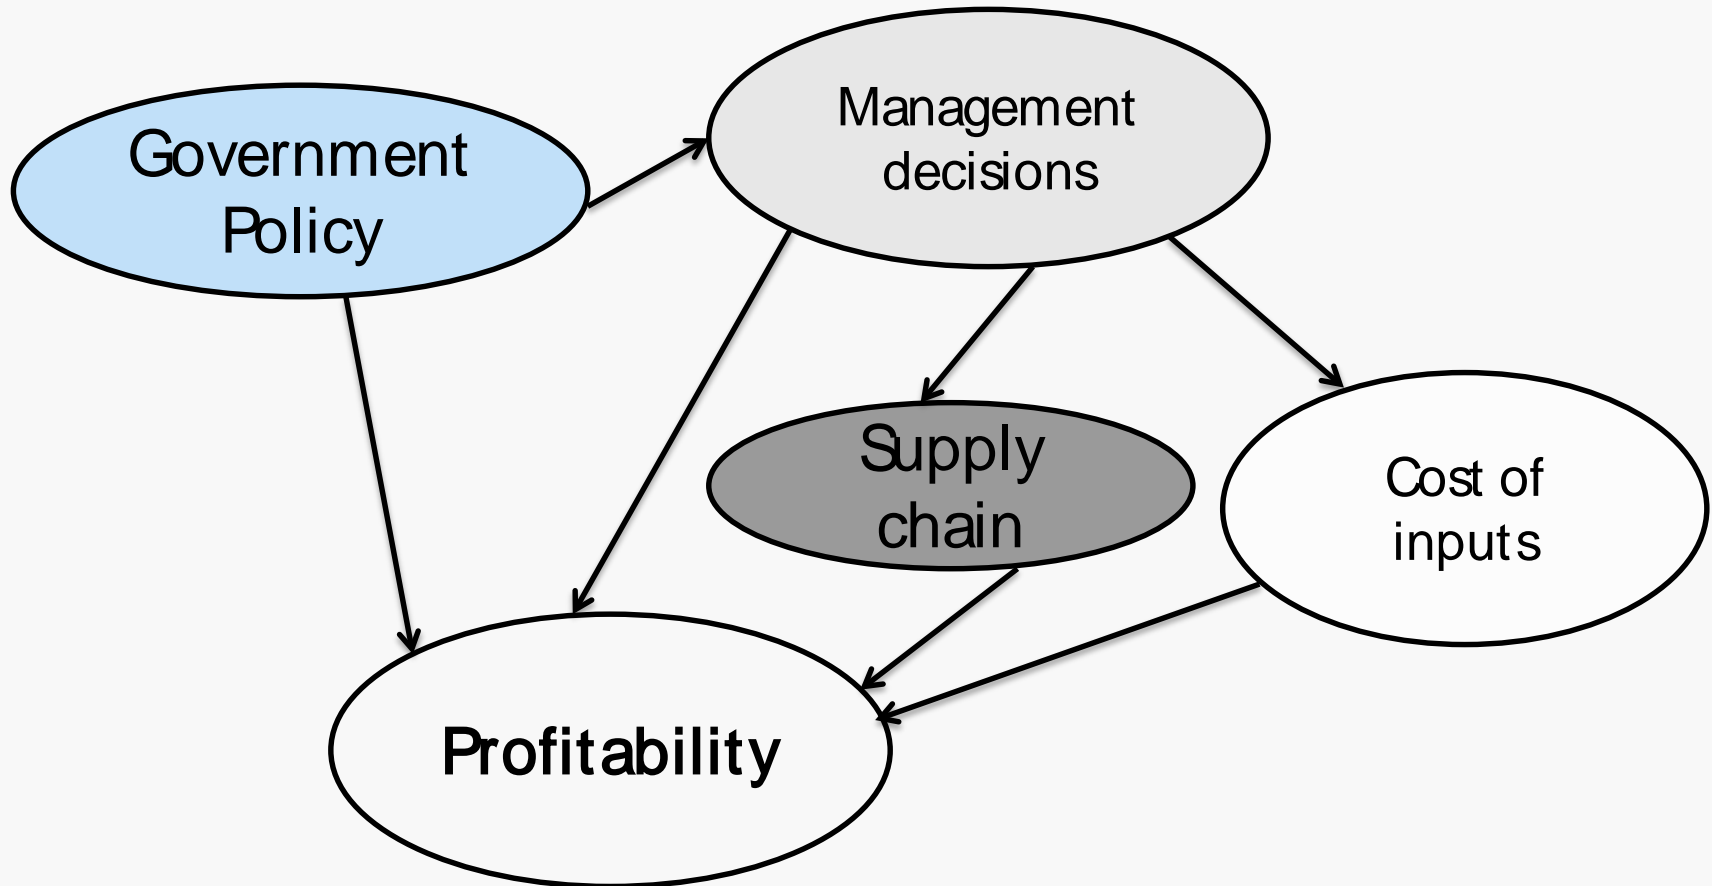 Government
Policy
Management
decisions
Supply
chain
Cost of
inputs
Profitability